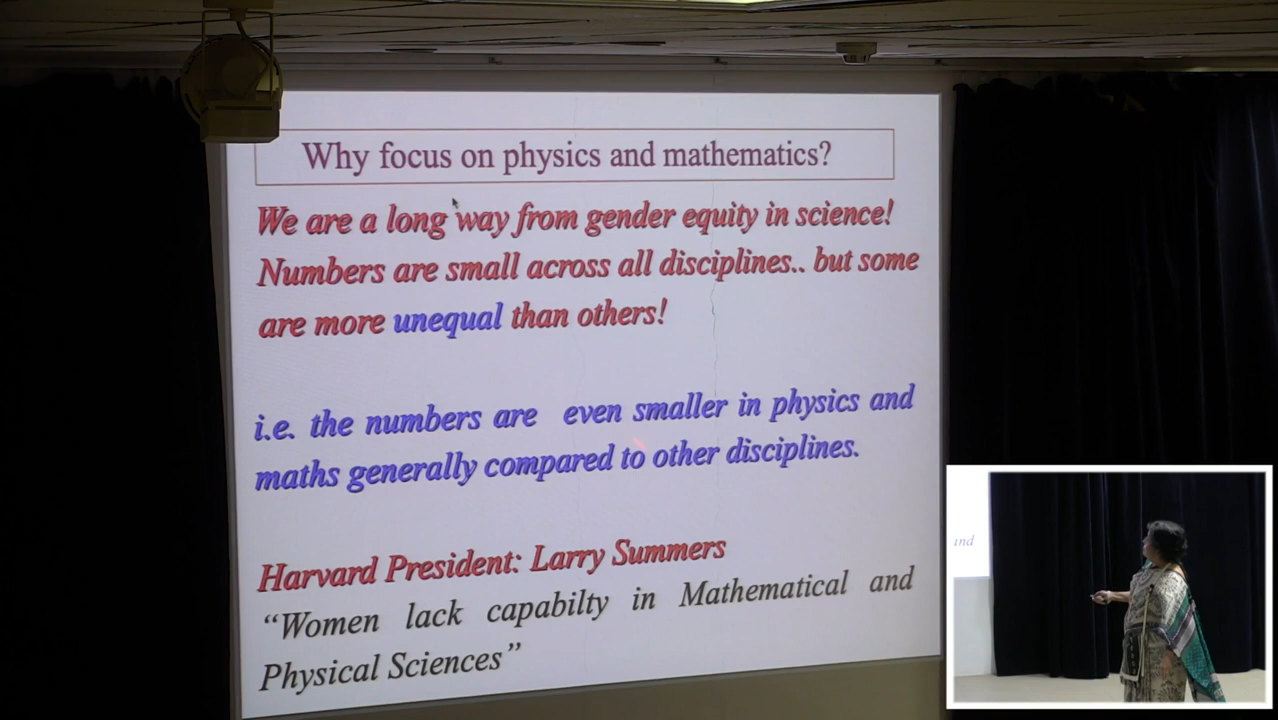 Why focus on physics and mathematics?
We are a long way from gender equity in science!
Numbers are small across all disciplines.. but some
are more unequal than others!
i.e. the numbers are even smaller in physics and
maths generally compared to other disciplines.
Harvard President: Larry Summers
“Women lack capabilty in Mathematical and
Physical Sciences”
and